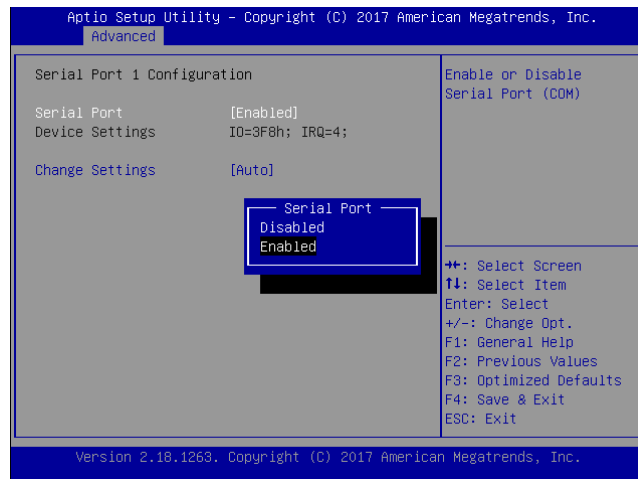 Aptio Setup Utility – Copyright (C) 2017 American Megatrends, Inc.
Advanced
Serial Port 1 Configuration
Serial Port [Enabled]
Device Settings IO=3F8h; IRQ=4;
Change Settings [Auto]
Serial Port
Disabled
Enabled
Enable or Disable
Serial Port (COM)
→←: Select Screen
↑↓: Select Item
Enter: Select
+/-: Change Opt.
F1: General Help
F2: Previous Values
F3: Optimized Defaults
F4: Save & Exit
ESC: Exit
Version 2.18.1263. Copyright (C) 2017 American Megatrends, Inc.